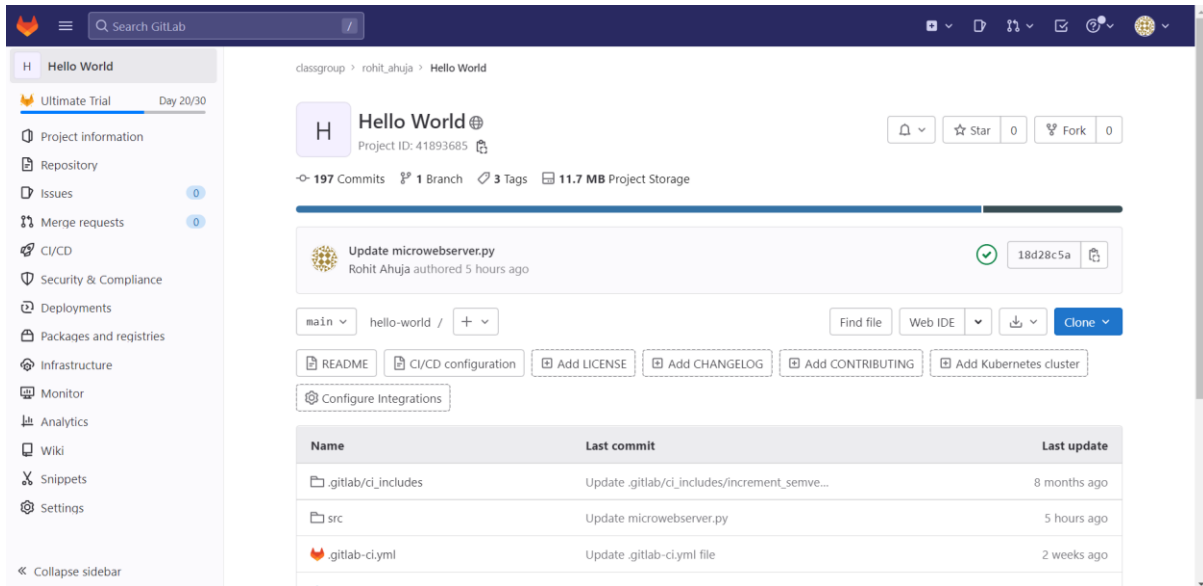 Search GitLab /
H Hello World
Ultimate Trial Day 20/30
Project information
Repository
Issues 0
Merge requests 0
CI/CD
Security & Compliance
Deployments
Packages and registries
Infrastructure
Monitor
Analytics
Wiki
Snippets
Settings
« Collapse sidebar
classgroup > rohit_ahuja > Hello World
H
Hello World
Project ID: 41893685
Star 0 Fork 0
197 Commits 1 Branch 3 Tags 11.7 MB Project Storage
Update microwebserver.py
Rohit Ahuja authored 5 hours ago
18d28c5a
main hello-world / +
Find file Web IDE Clone
README CI/CD configuration Add LICENSE Add CHANGELOG Add CONTRIBUTING Add Kubernetes cluster
Configure Integrations
Name Last commit Last update
.gitlab/ci_includes Update .gitlab/ci_includes/increment_semve... 8 months ago
src Update microwebserver.py 5 hours ago
.gitlab-ci.yml Update .gitlab-ci.yml file 2 weeks ago